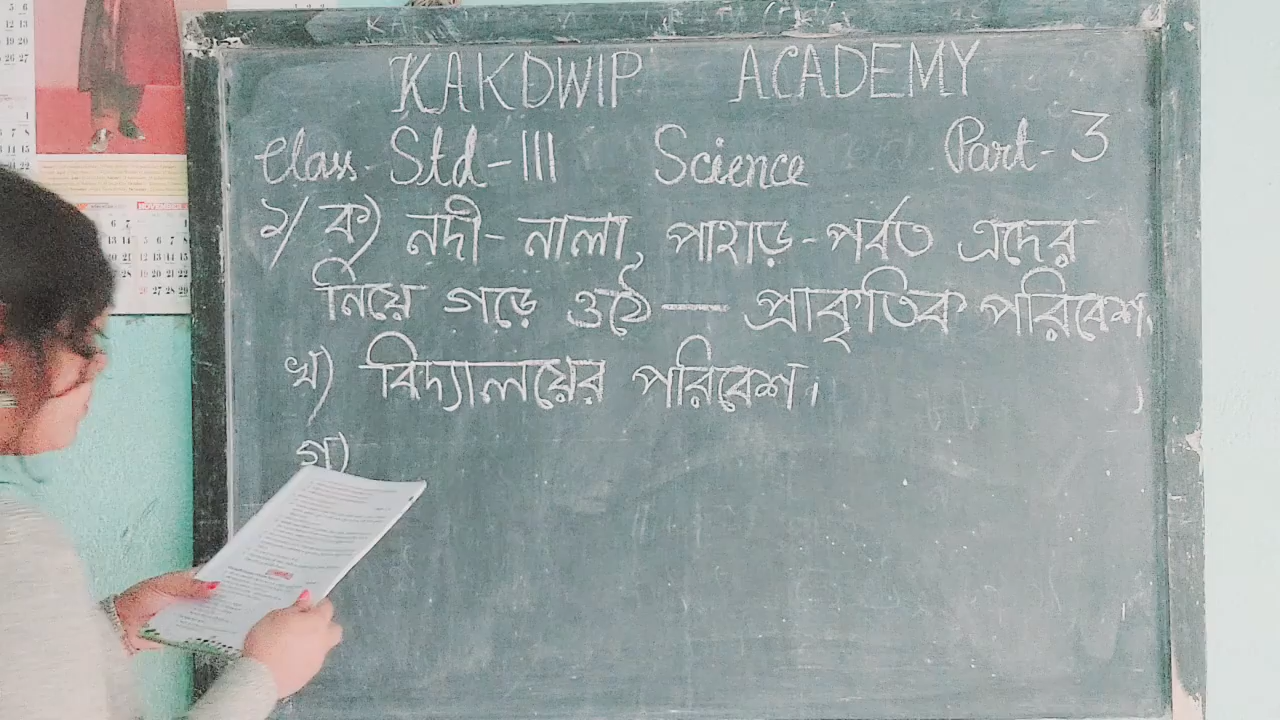 KAKDWIP ACADEMY
Class- Std-III Science Part-3
১/ ক) নদী-নালা, পাহাড়-পর্বত এদের
নিয়ে গড়ে ওঠে — প্রাকৃতিক পরিবেশ।
খ) বিদ্যালয়ের পরিবেশ।
গ)